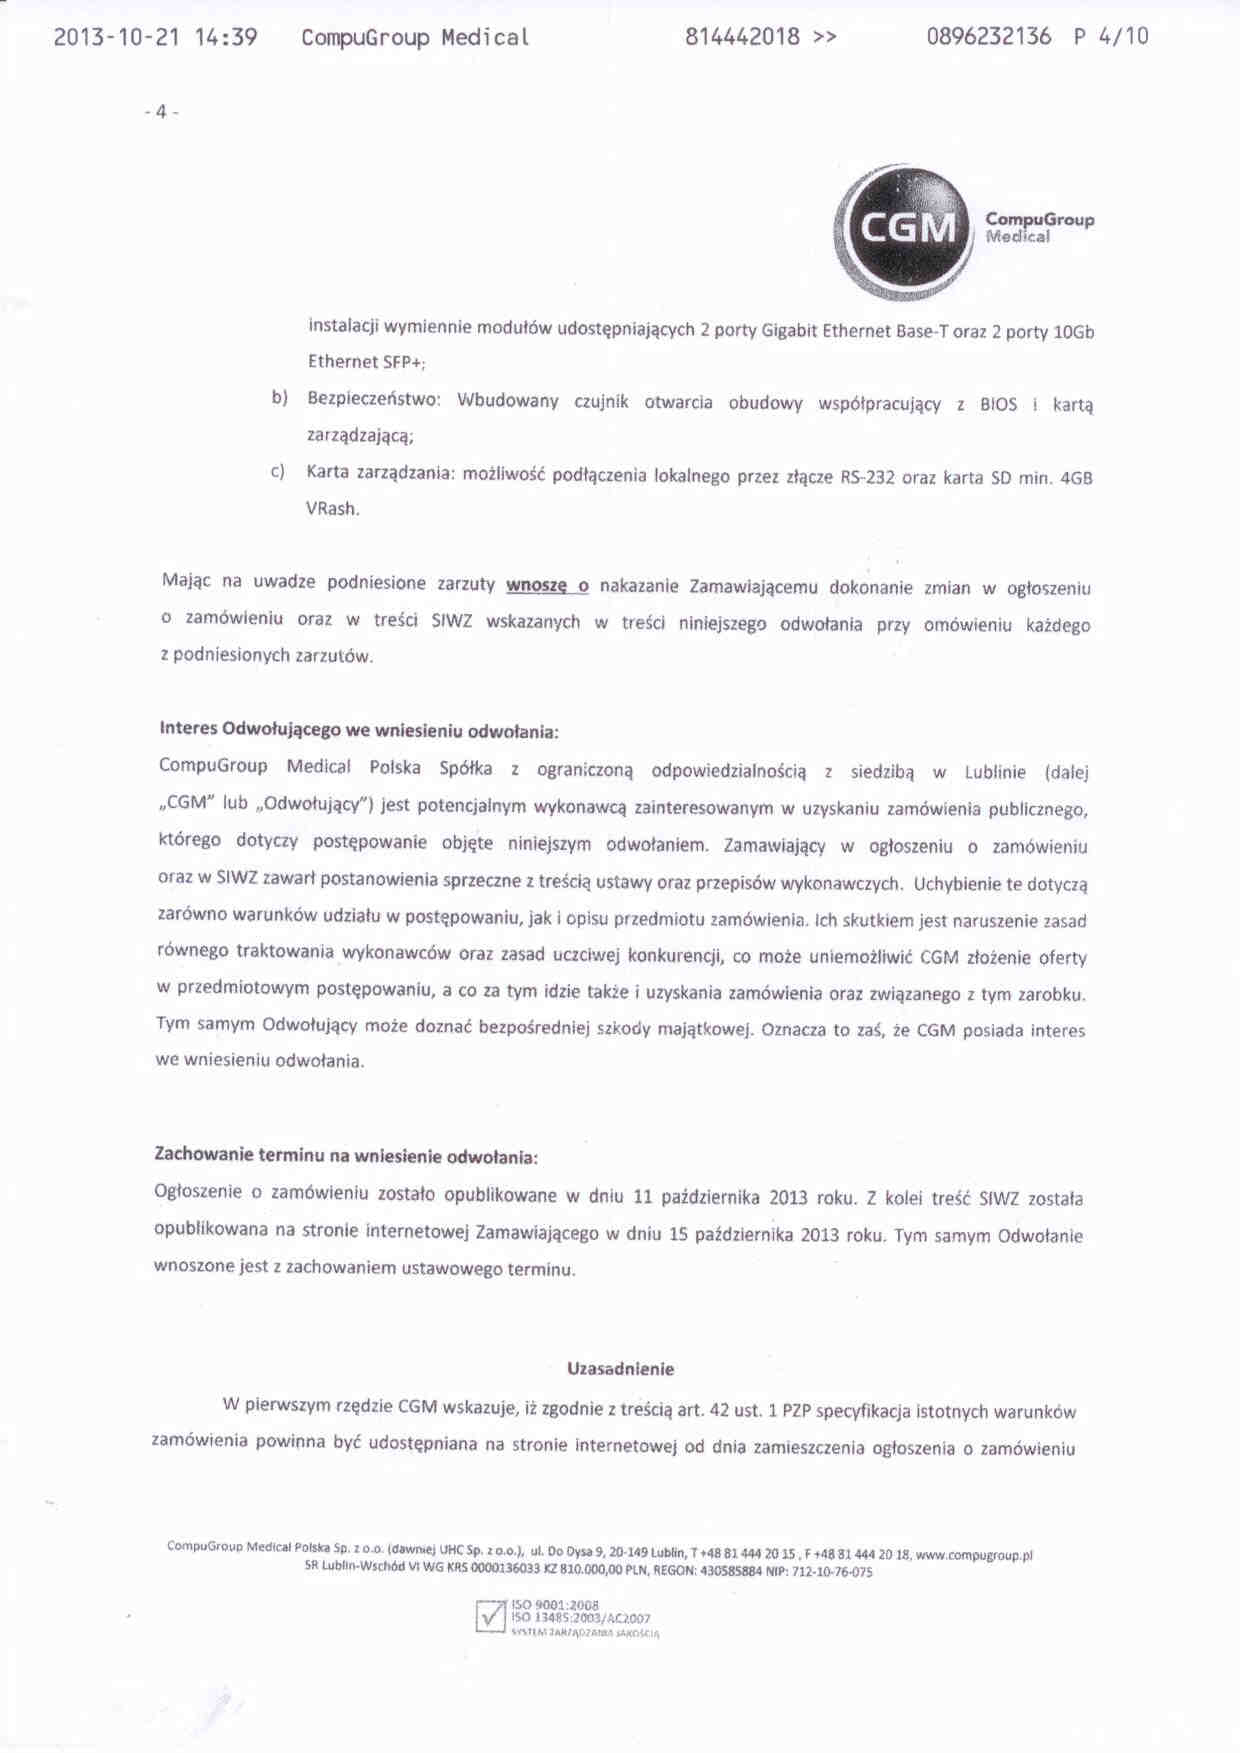 2013-10-21 14:39 CompuGroup Medical 814442018 >> 0896232136 P 4/10
- 4 -
CGM CompuGroup
Medical
instalacji wymiennie modułów udostępniających 2 porty Gigabit Ethernet Base-T oraz 2 porty 10Gb
Ethernet SFP+;
b) Bezpieczeństwo: Wbudowany czujnik otwarcia obudowy współpracujący z BIOS i kartą
zarządzającą;
c) Karta zarządzania: możliwość podłączenia lokalnego przez złącze RS-232 oraz karta SD min. 4GB
VRash.
Mając na uwadze podniesione zarzuty wnoszę o nakazanie Zamawiającemu dokonanie zmian w ogłoszeniu
o zamówieniu oraz w treści SIWZ wskazanych w treści niniejszego odwołania przy omówieniu każdego
z podniesionych zarzutów.
Interes Odwołującego we wniesieniu odwołania:
CompuGroup Medical Polska Spółka z ograniczoną odpowiedzialnością z siedzibą w Lublinie (dalej
„CGM" lub „Odwołujący") jest potencjalnym wykonawcą zainteresowanym w uzyskaniu zamówienia publicznego,
którego dotyczy postępowanie objęte niniejszym odwołaniem. Zamawiający w ogłoszeniu o zamówieniu
oraz w SIWZ zawarł postanowienia sprzeczne z treścią ustawy oraz przepisów wykonawczych. Uchybienie te dotyczą
zarówno warunków udziału w postępowaniu, jak i opisu przedmiotu zamówienia. Ich skutkiem jest naruszenie zasad
równego traktowania wykonawców oraz zasad uczciwej konkurencji, co może uniemożliwić CGM złożenie oferty
w przedmiotowym postępowaniu, a co za tym idzie także i uzyskania zamówienia oraz związanego z tym zarobku.
Tym samym Odwołujący może doznać bezpośredniej szkody majątkowej. Oznacza to zaś, że CGM posiada interes
we wniesieniu odwołania.
Zachowanie terminu na wniesienie odwołania:
Ogłoszenie o zamówieniu zostało opublikowane w dniu 11 października 2013 roku. Z kolei treść SIWZ została
opublikowana na stronie internetowej Zamawiającego w dniu 15 października 2013 roku. Tym samym Odwołanie
wnoszone jest z zachowaniem ustawowego terminu.
Uzasadnienie
W pierwszym rzędzie CGM wskazuje, iż zgodnie z treścią art. 42 ust. 1 PZP specyfikacja istotnych warunków
zamówienia powinna być udostępniana na stronie internetowej od dnia zamieszczenia ogłoszenia o zamówieniu
CompuGroup Medical Polska Sp. z o.o. (dawniej UHC Sp. z o.o.), ul. Do Dysa 9, 20-149 Lublin, T +48 81 444 20 15 , F +48 81 444 20 18, www.compugroup.pl
SR Lublin-Wschód VI WG KRS 0000136033 KZ 810.000,00 PLN, REGON: 430585884 NIP: 712-10-76-075
ISO 9001:2008
ISO 13485:2003/AC2007
SYSTEM ZARZĄDZANIA JAKOŚCIĄ